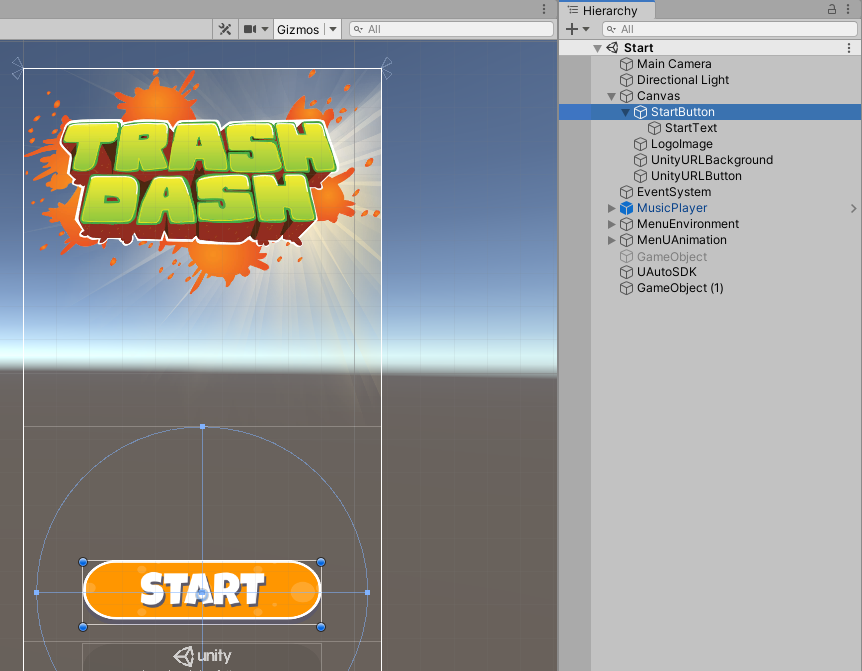 Hierarchy
Gizmos
All
All
Start
Main Camera
Directional Light
Canvas
StartButton
StartText
LogoImage
UnityURLBackground
UnityURLButton
EventSystem
MusicPlayer
MenuEnvironment
MenUAnimation
GameObject
UAutoSDK
GameObject (1)
TRASH
DASH
START
unity